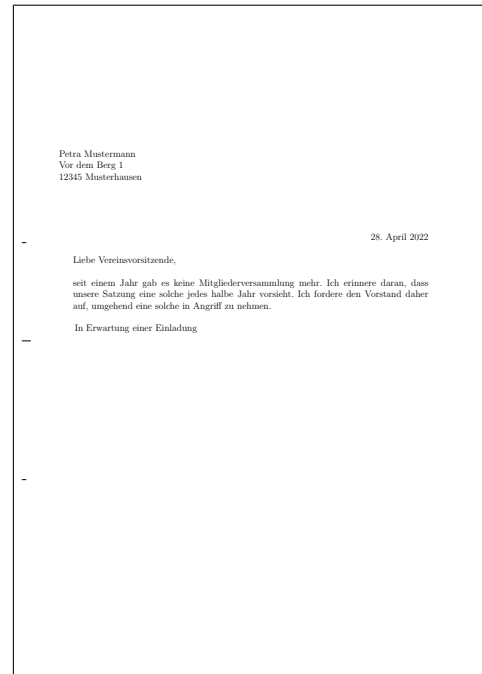 Petra Mustermann
Vor dem Berg 1
12345 Musterhausen
28. April 2022
Liebe Vereinsvorsitzende,
seit einem Jahr gab es keine Mitgliederversammlung mehr. Ich erinnere daran, dass
unsere Satzung eine solche jedes halbe Jahr vorsieht. Ich fordere den Vorstand daher
auf, umgehend eine solche in Angriff zu nehmen.
In Erwartung einer Einladung